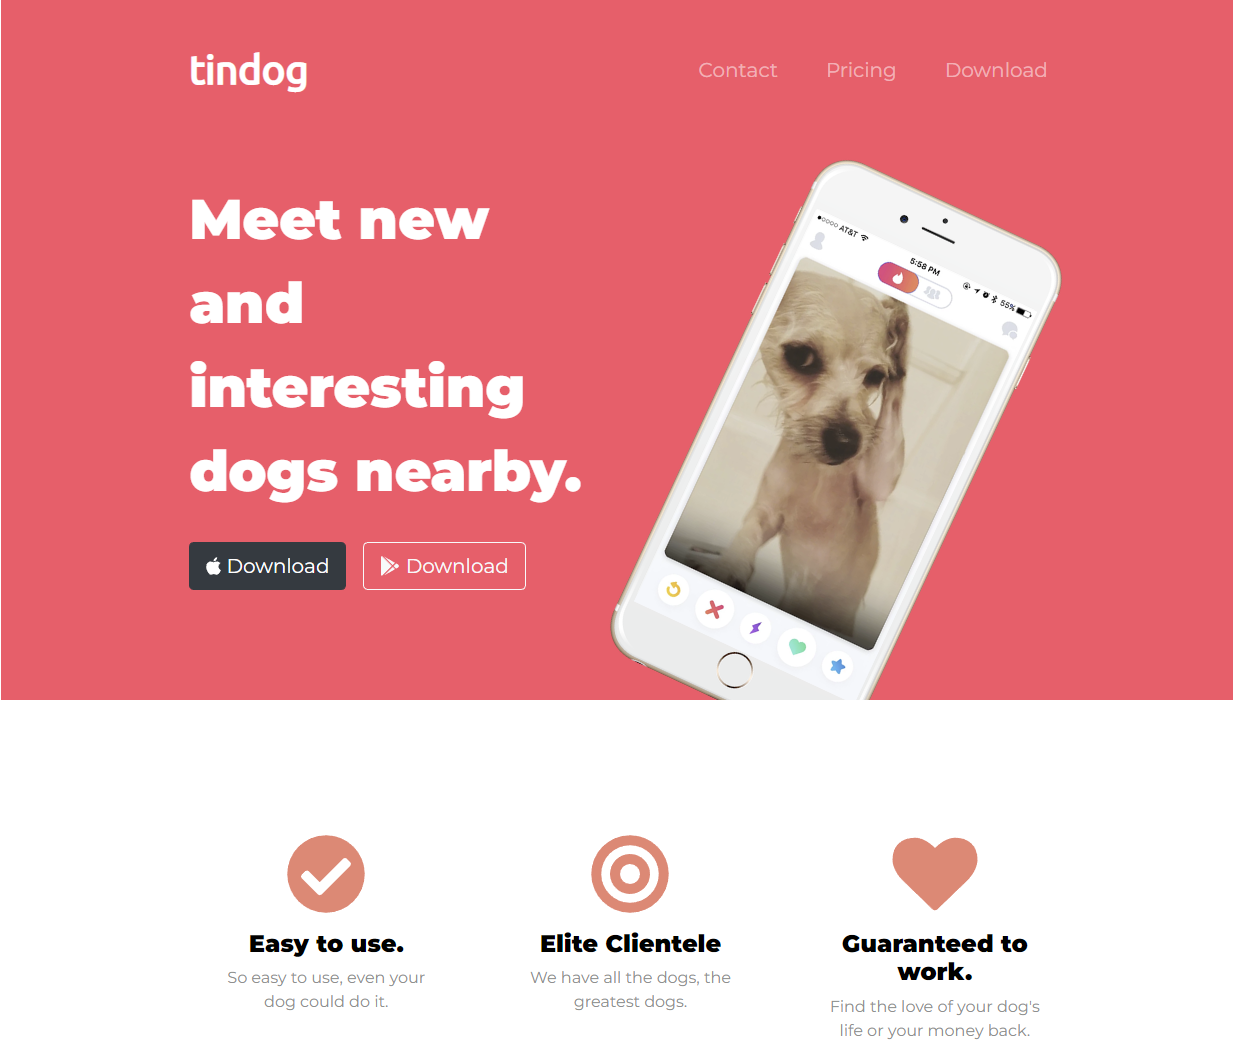 tindog
Contact Pricing Download
Meet new
and
interesting
dogs nearby.
Download Download
AT&T
5:58 PM
55%
Easy to use.
So easy to use, even your
dog could do it.
Elite Clientele
We have all the dogs, the
greatest dogs.
Guaranteed to
work.
Find the love of your dog's
life or your money back.